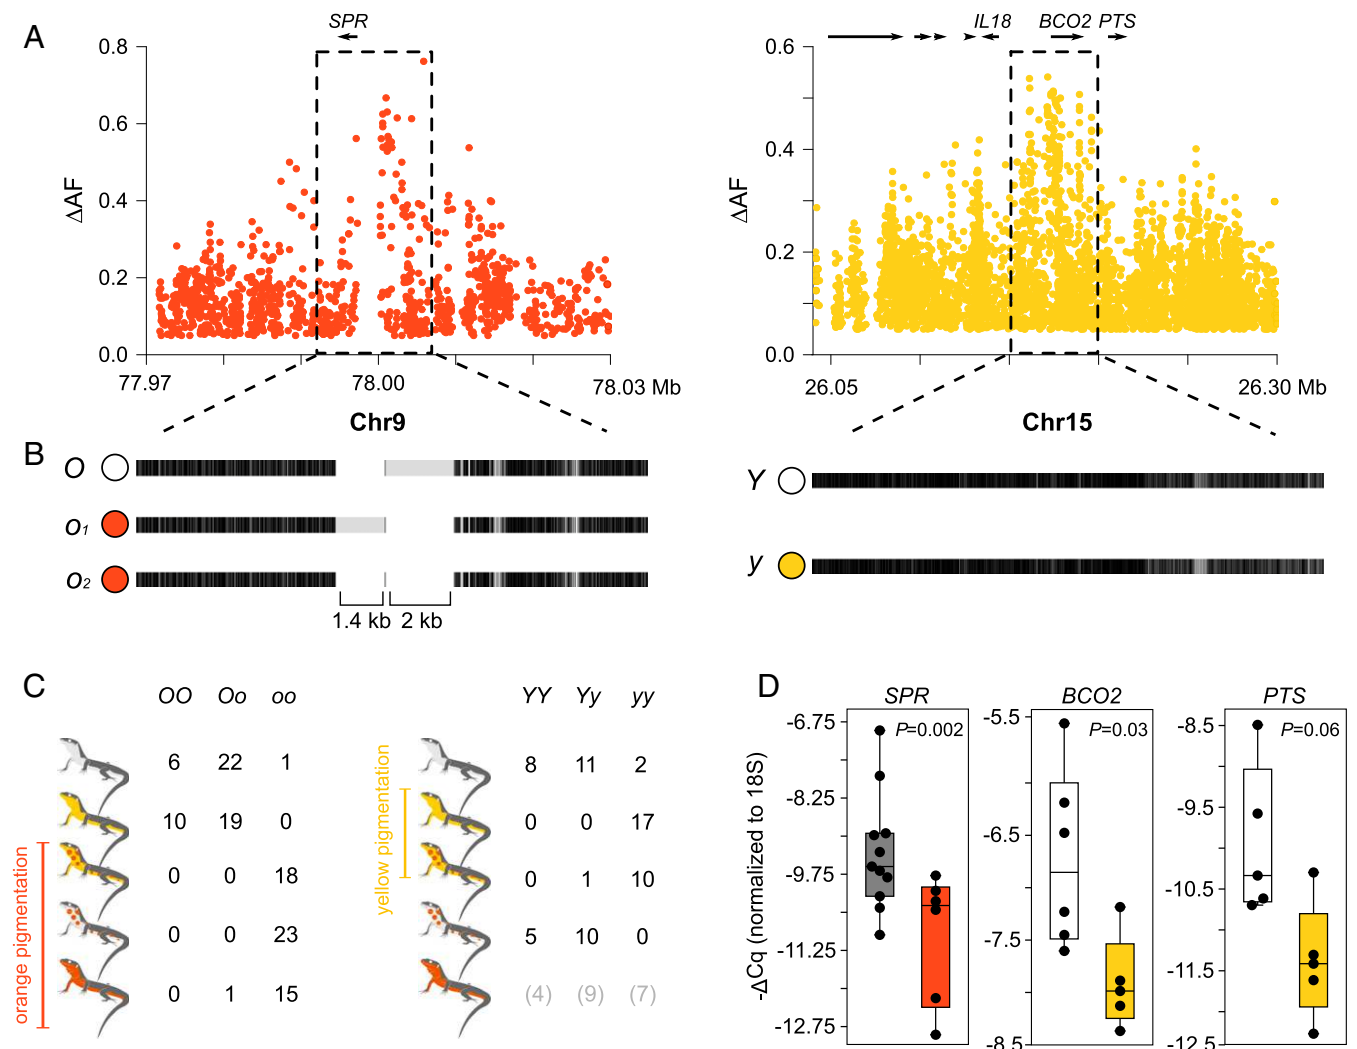 A
SPR
0.8
0.6
0.4
0.2
0.0
ΔAF
77.97
78.00
78.03 Mb
Chr9
IL18 BCO2 PTS
0.6
0.4
0.2
0.0
ΔAF
26.05
26.30 Mb
Chr15
B
O
o1
o2
1.4 kb 2 kb
Y
y
C
OO Oo oo
6 22 1
10 19 0
0 0 18
0 0 23
0 1 15
orange pigmentation
YY Yy yy
8 11 2
0 0 17
0 1 10
5 10 0
(4) (9) (7)
yellow pigmentation
D
-ΔCq (normalized to 18S)
SPR
P=0.002
-6.75
-8.25
-9.75
-11.25
-12.75
BCO2
P=0.03
-5.5
-6.5
-7.5
-8.5
PTS
P=0.06
-8.5
-9.5
-10.5
-11.5
-12.5